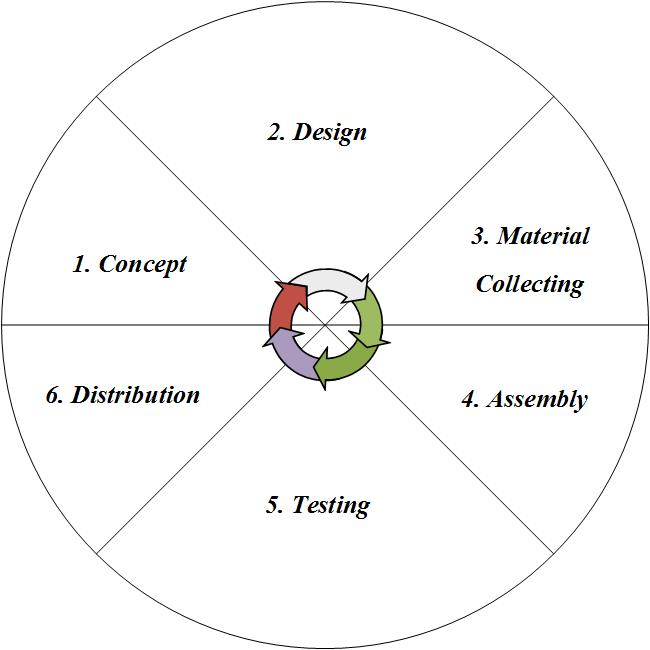 2. Design
3. Material
Collecting
1. Concept
6. Distribution
4. Assembly
5. Testing